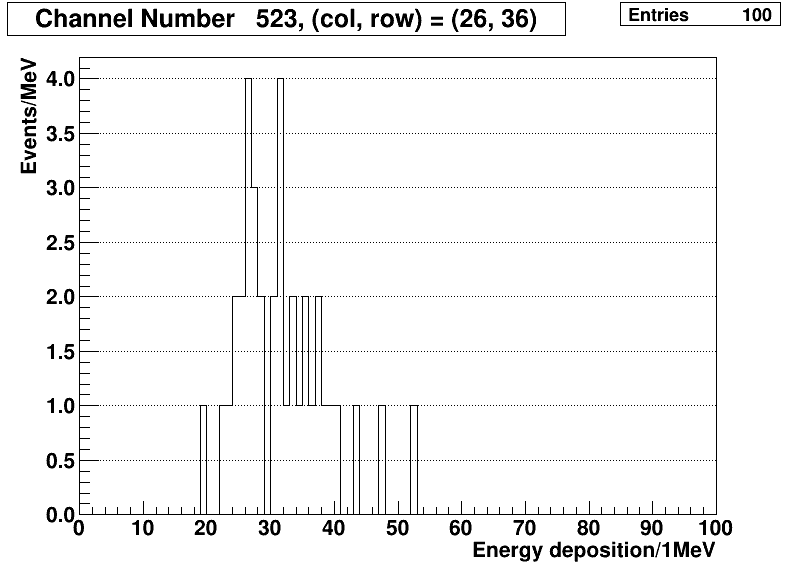 Channel Number 523, (col, row) = (26, 36)
Entries 100
Events/MeV
4.0
3.5
3.0
2.5
2.0
1.5
1.0
0.5
0.0
0 10 20 30 40 50 60 70 80 90 100
Energy deposition/1MeV